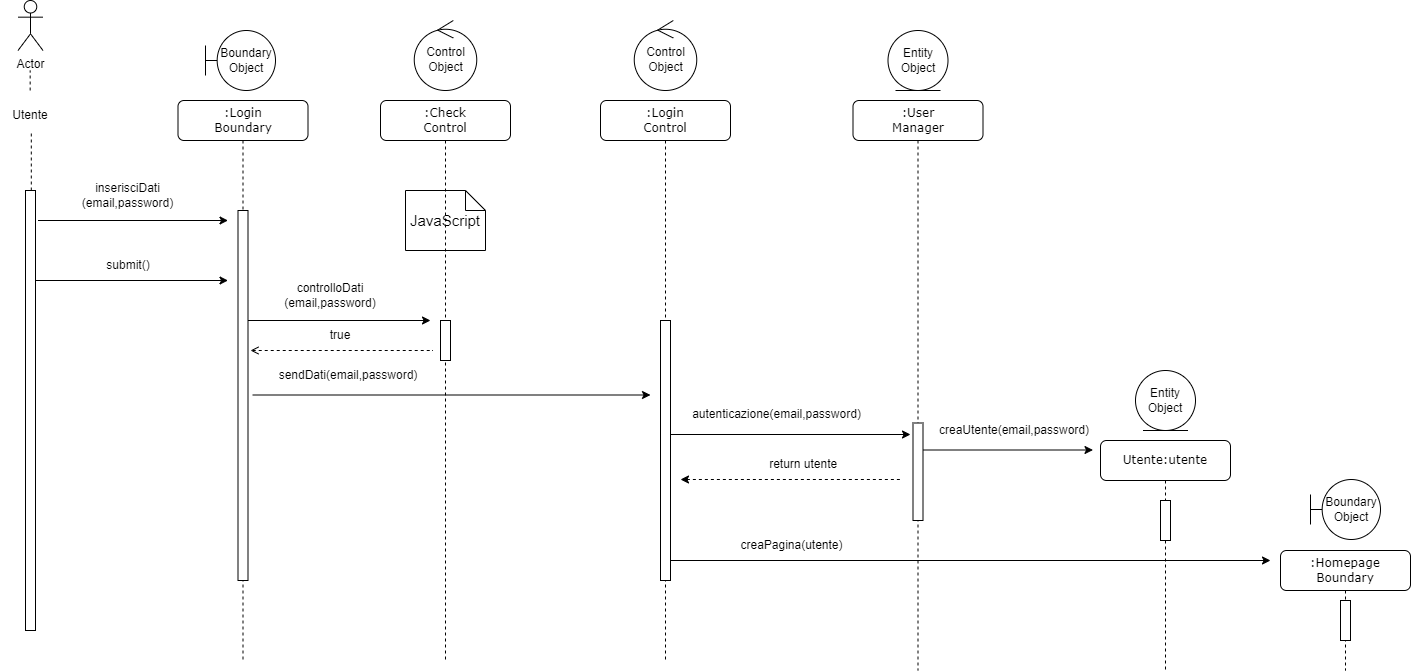 Actor
Utente
Boundary
Object
:Login
Boundary
Control
Object
:Check
Control
Control
Object
:Login
Control
Entity
Object
:User
Manager
inserisciDati
(email,password)
JavaScript
submit()
controlloDati
(email,password)
true
sendDati(email,password)
autenticazione(email,password)
creaUtente(email,password)
Entity
Object
Utente:utente
return utente
Boundary
Object
:Homepage
Boundary
creaPagina(utente)